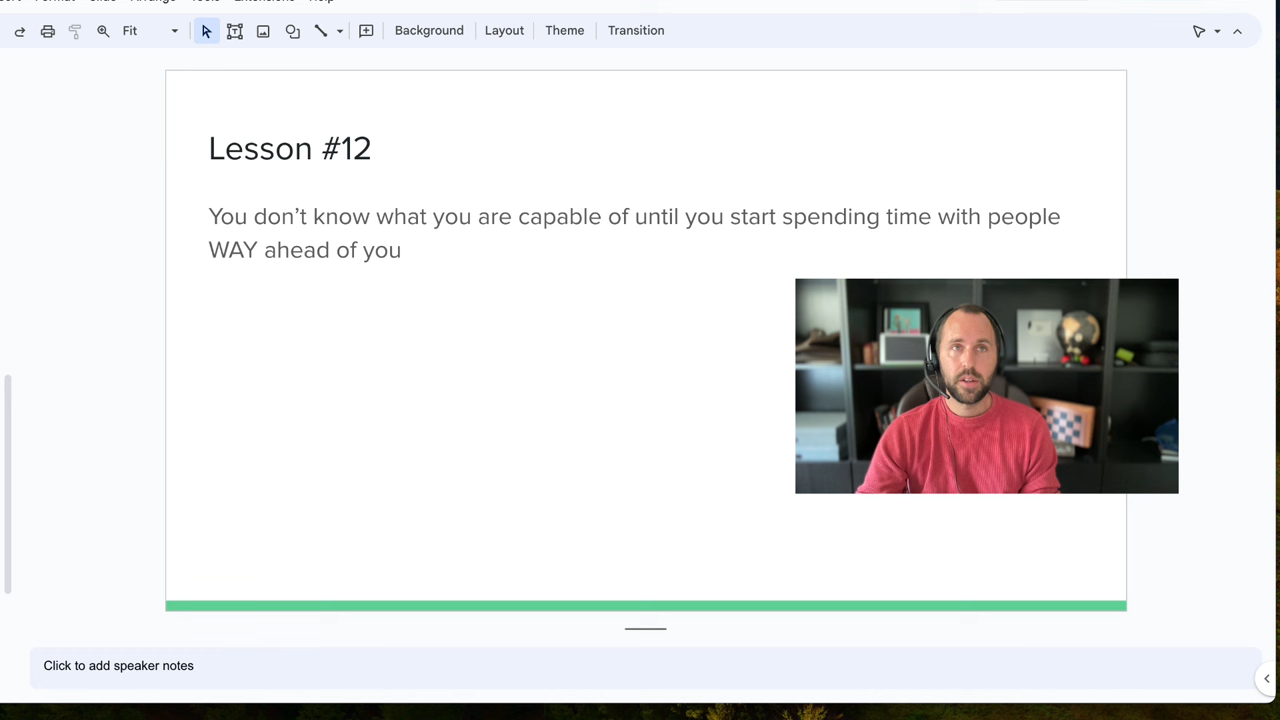 Fit
Background
Layout
Theme
Transition
Lesson #12
You don’t know what you are capable of until you start spending time with people
WAY ahead of you
Click to add speaker notes